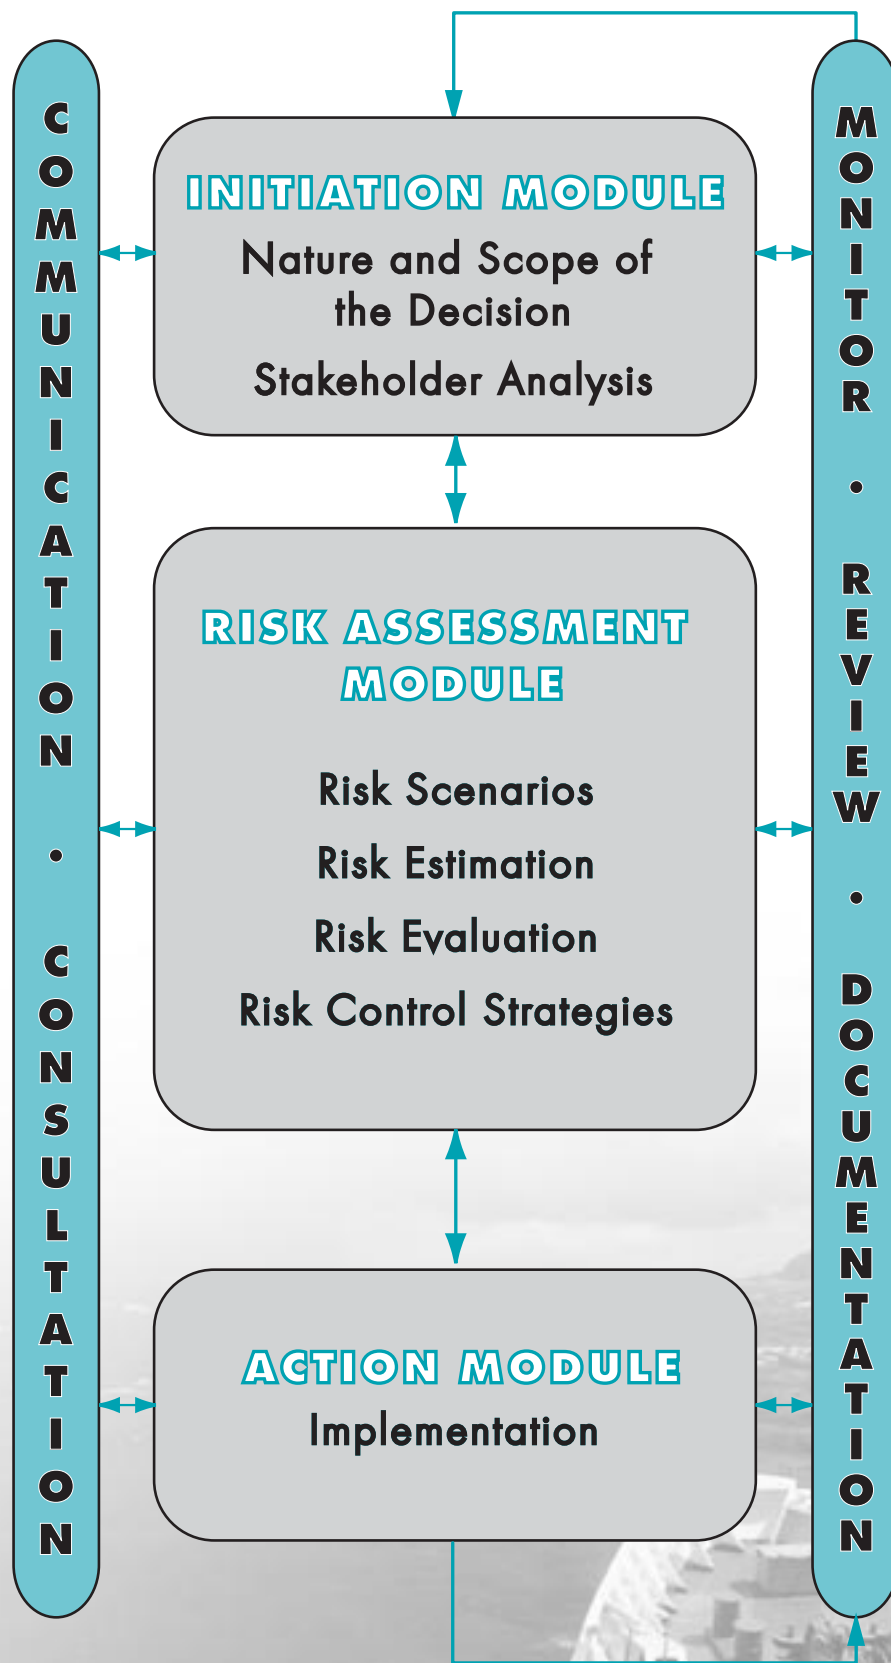 COMMUNICATION • CONSULTATION
INITIATION MODULE
Nature and Scope of
the Decision
Stakeholder Analysis
RISK ASSESSMENT
MODULE
Risk Scenarios
Risk Estimation
Risk Evaluation
Risk Control Strategies
ACTION MODULE
Implementation
MONITOR • REVIEW • DOCUMENTATION